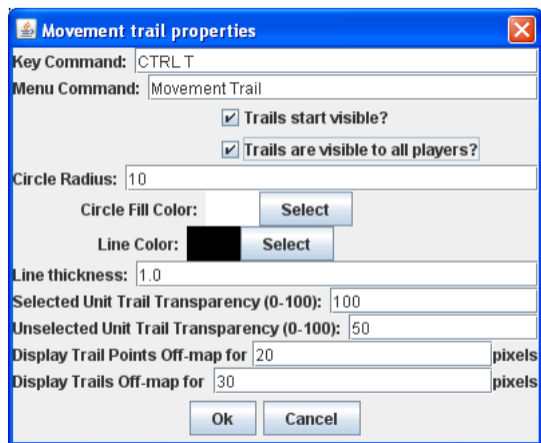 Movement trail properties
Key Command: CTRL T
Menu Command: Movement Trail
Trails start visible?
Trails are visible to all players?
Circle Radius: 10
Circle Fill Color: Select
Line Color: Select
Line thickness: 1.0
Selected Unit Trail Transparency (0-100): 100
Unselected Unit Trail Transparency (0-100): 50
Display Trail Points Off-map for 20 pixels
Display Trails Off-map for 30 pixels
Ok Cancel